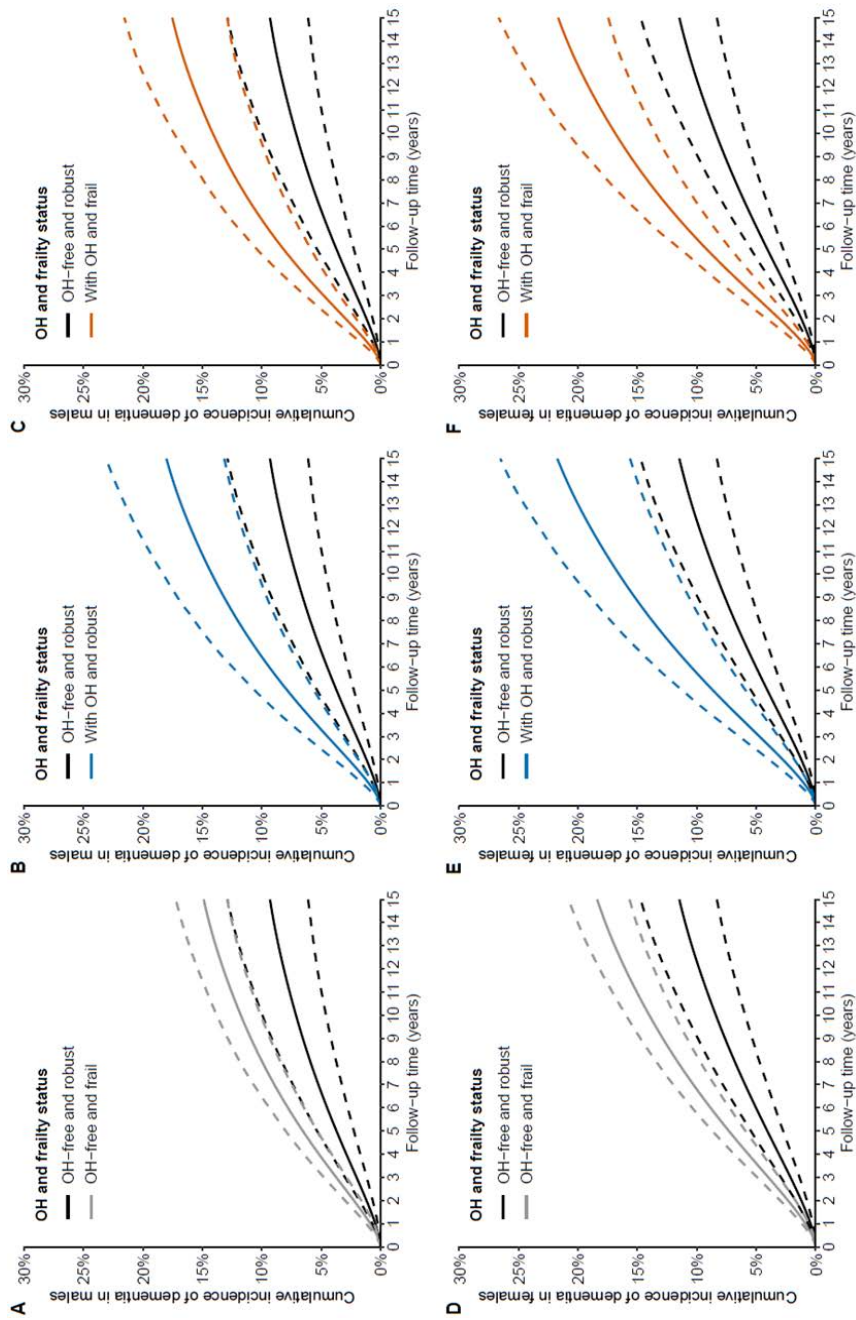 A
Cumulative incidence of dementia in males
30%
25%
20%
15%
10%
5%
0%
OH and frailty status
OH−free and robust
OH−free and frail
0 1 2 3 4 5 6 7 8 9 10 11 12 13 14 15
Follow−up time (years)
B
Cumulative incidence of dementia in males
30%
25%
20%
15%
10%
5%
0%
OH and frailty status
OH−free and robust
With OH and robust
0 1 2 3 4 5 6 7 8 9 10 11 12 13 14 15
Follow−up time (years)
C
Cumulative incidence of dementia in males
30%
25%
20%
15%
10%
5%
0%
OH and frailty status
OH−free and robust
With OH and frail
0 1 2 3 4 5 6 7 8 9 10 11 12 13 14 15
Follow−up time (years)
D
Cumulative incidence of dementia in females
30%
25%
20%
15%
10%
5%
0%
OH and frailty status
OH−free and robust
OH−free and frail
0 1 2 3 4 5 6 7 8 9 10 11 12 13 14 15
Follow−up time (years)
E
Cumulative incidence of dementia in females
30%
25%
20%
15%
10%
5%
0%
OH and frailty status
OH−free and robust
With OH and robust
0 1 2 3 4 5 6 7 8 9 10 11 12 13 14 15
Follow−up time (years)
F
Cumulative incidence of dementia in females
30%
25%
20%
15%
10%
5%
0%
OH and frailty status
OH−free and robust
With OH and frail
0 1 2 3 4 5 6 7 8 9 10 11 12 13 14 15
Follow−up time (years)